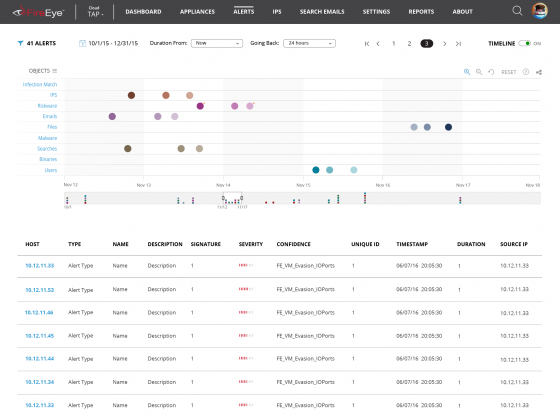 FireEye™ Cloud TAP DASHBOARD APPLIANCES ALERTS IPS SEARCH EMAILS SETTINGS REPORTS ABOUT
41 ALERTS 10/1/15 - 12/31/15 Duration From: Now Going Back: 24 hours 1 2 3 TIMELINE ON
OBJECTS RESET
Infection Match
IPS
Riskware
Emails
Files
Malware
Searches
Binaries
Users
Nov 12 Nov 13 Nov 14 Nov 15 Nov 16 Nov 17 Nov 18
10/1 11/12 11/17
HOST TYPE NAME DESCRIPTION SIGNATURE SEVERITY CONFIDENCE UNIQUE ID TIMESTAMP DURATION SOURCE IP
10.12.11.33 Alert Type Name Description 1 FE_VM_Evasion_IOPorts 1 06/07/16 20:05:30 1 10.12.11.33
10.12.11.53 Alert Type Name Description 1 FE_VM_Evasion_IOPorts 1 06/07/16 20:05:30 1 10.12.11.33
10.12.11.46 Alert Type Name Description 1 FE_VM_Evasion_IOPorts 1 06/07/16 20:05:30 1 10.12.11.33
10.12.11.45 Alert Type Name Description 1 FE_VM_Evasion_IOPorts 1 06/07/16 20:05:30 1 10.12.11.33
10.12.11.44 Alert Type Name Description 1 FE_VM_Evasion_IOPorts 1 06/07/16 20:05:30 1 10.12.11.33
10.12.11.34 Alert Type Name Description 1 FE_VM_Evasion_IOPorts 1 06/07/16 20:05:30 1 10.12.11.33
10.12.11.33 Alert Type Name Description 1 FE_VM_Evasion_IOPorts 1 06/07/16 20:05:30 1 10.12.11.33